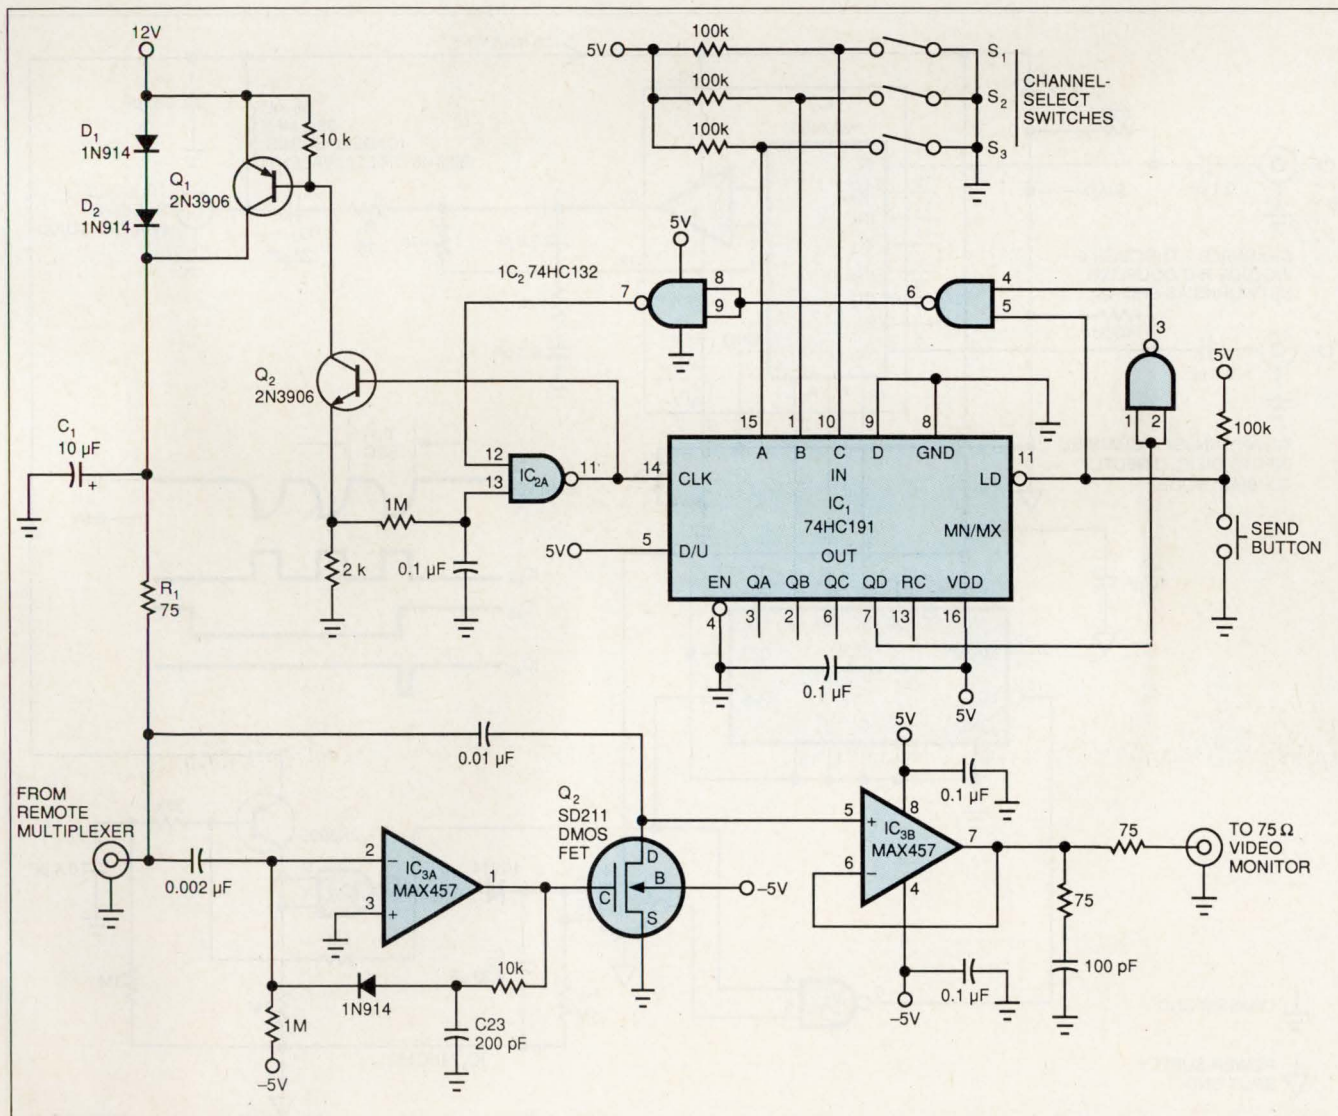 12V
D1
1N914
D2
1N914
Q1
2N3906
10 k
5V
100k
100k
100k
S1
S2
S3
CHANNEL-
SELECT
SWITCHES
5V
1C2 74HC132
7
8
9
6
4
5
3
1
2
5V
100k
SEND
BUTTON
Q2
2N3906
C1
10 µF
+
R1
75
12
13
IC2A
11
1M
2 k
0.1 µF
15
1
10
9
8
A
B
C
D
GND
14
CLK
IN
LD
11
IC1
74HC191
MN/MX
5V
5
D/U
OUT
EN
QA
QB
QC
QD
RC
VDD
4
3
2
6
7
13
16
0.1 µF
5V
0.01 µF
FROM
REMOTE
MULTIPLEXER
0.002 µF
2
−
IC3A
MAX457
3
+
1
Q2
SD211
DMOS
FET
D
B
C
S
−5V
1N914
10k
1M
C23
200 pF
−5V
5V
0.1 µF
8
5
+
IC3B
MAX457
7
6
−
4
0.1 µF
−5V
75
75
100 pF
TO 75 Ω
VIDEO
MONITOR